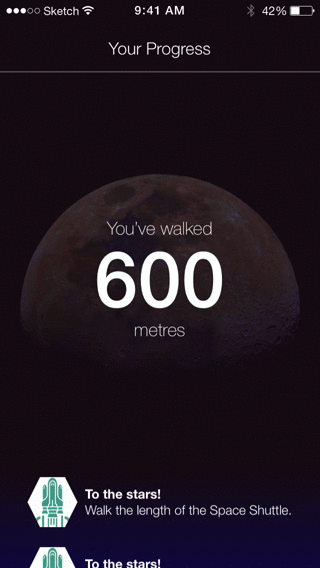 Sketch 9:41 AM 42%
Your Progress
You've walked
600
metres
To the stars!
Walk the length of the Space Shuttle.
To the stars!